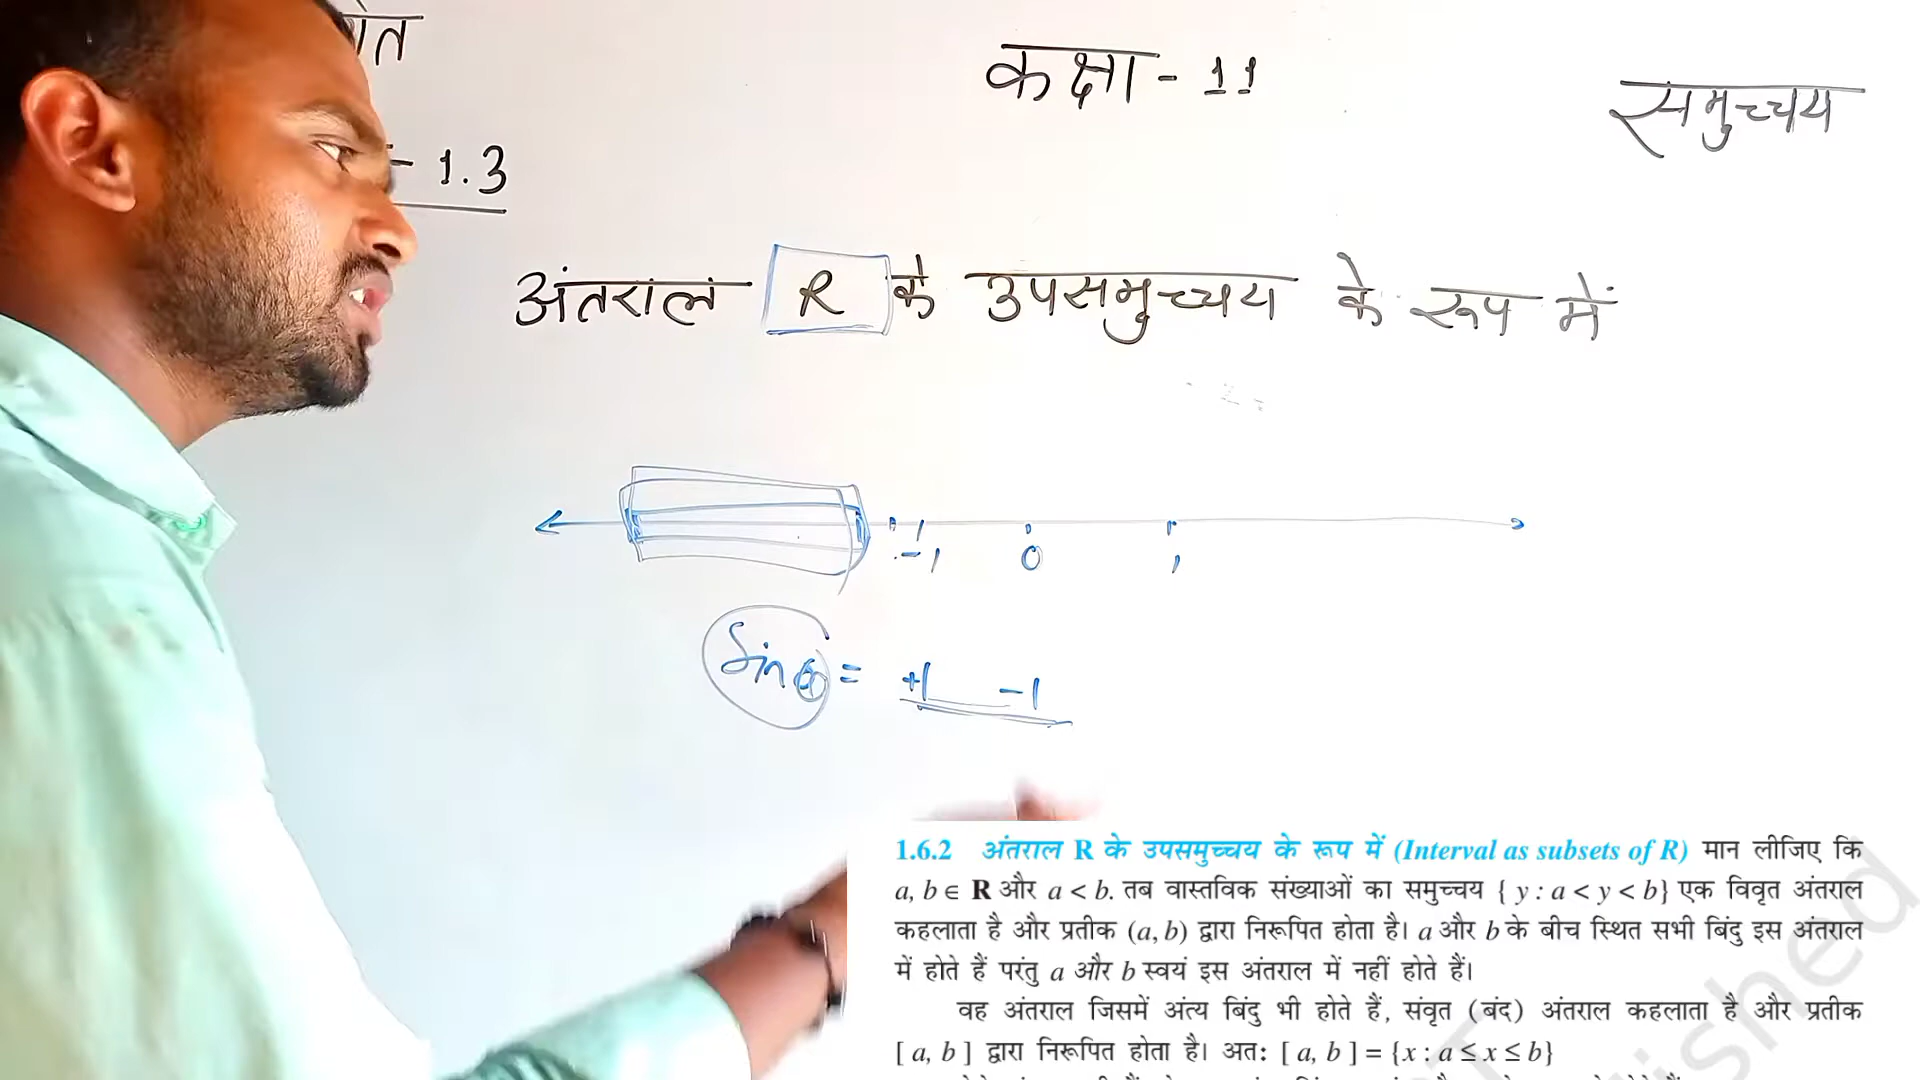 कक्षा - 11
समुच्चय
- 1.3
अंतराल R के उपसमुच्चय के रूप में
-1 0 1
Sinθ = +1 -1
1.6.2 अंतराल R के उपसमुच्चय के रूप में (Interval as subsets of R) मान लीजिए कि
a, b ∈ R और a < b. तब वास्तविक संख्याओं का समुच्चय { y : a < y < b} एक विवृत अंतराल
कहलाता है और प्रतीक (a, b) द्वारा निरूपित होता है। a और b के बीच स्थित सभी बिंदु इस अंतराल
में होते हैं परंतु a और b स्वयं इस अंतराल में नहीं होते हैं।
वह अंतराल जिसमें अंत्य बिंदु भी होते हैं, संवृत (बंद) अंतराल कहलाता है और प्रतीक
[ a, b ] द्वारा निरूपित होता है। अतः [ a, b ] = {x : a ≤ x ≤ b}